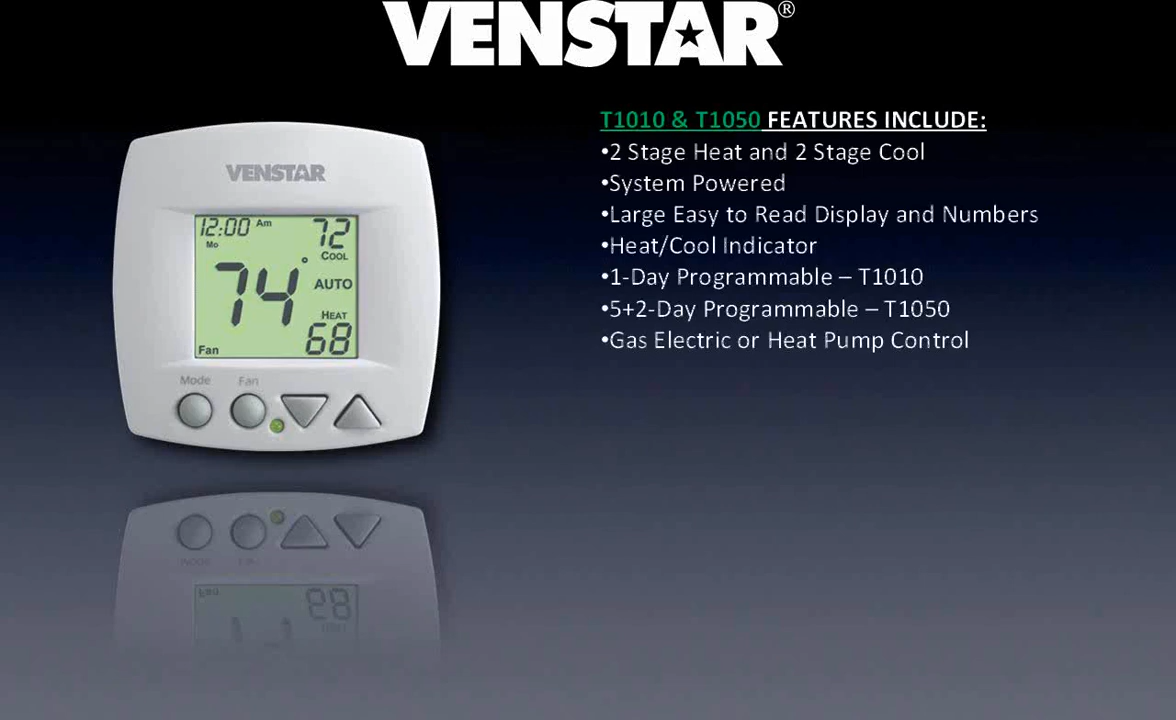 VENSTAR®
T1010 & T1050 FEATURES INCLUDE:
•2 Stage Heat and 2 Stage Cool
•System Powered
•Large Easy to Read Display and Numbers
•Heat/Cool Indicator
•1-Day Programmable – T1010
•5+2-Day Programmable – T1050
•Gas Electric or Heat Pump Control
VENSTAR
12:00 Am 72
Mo COOL
74° AUTO
HEAT
Fan 68
Mode Fan